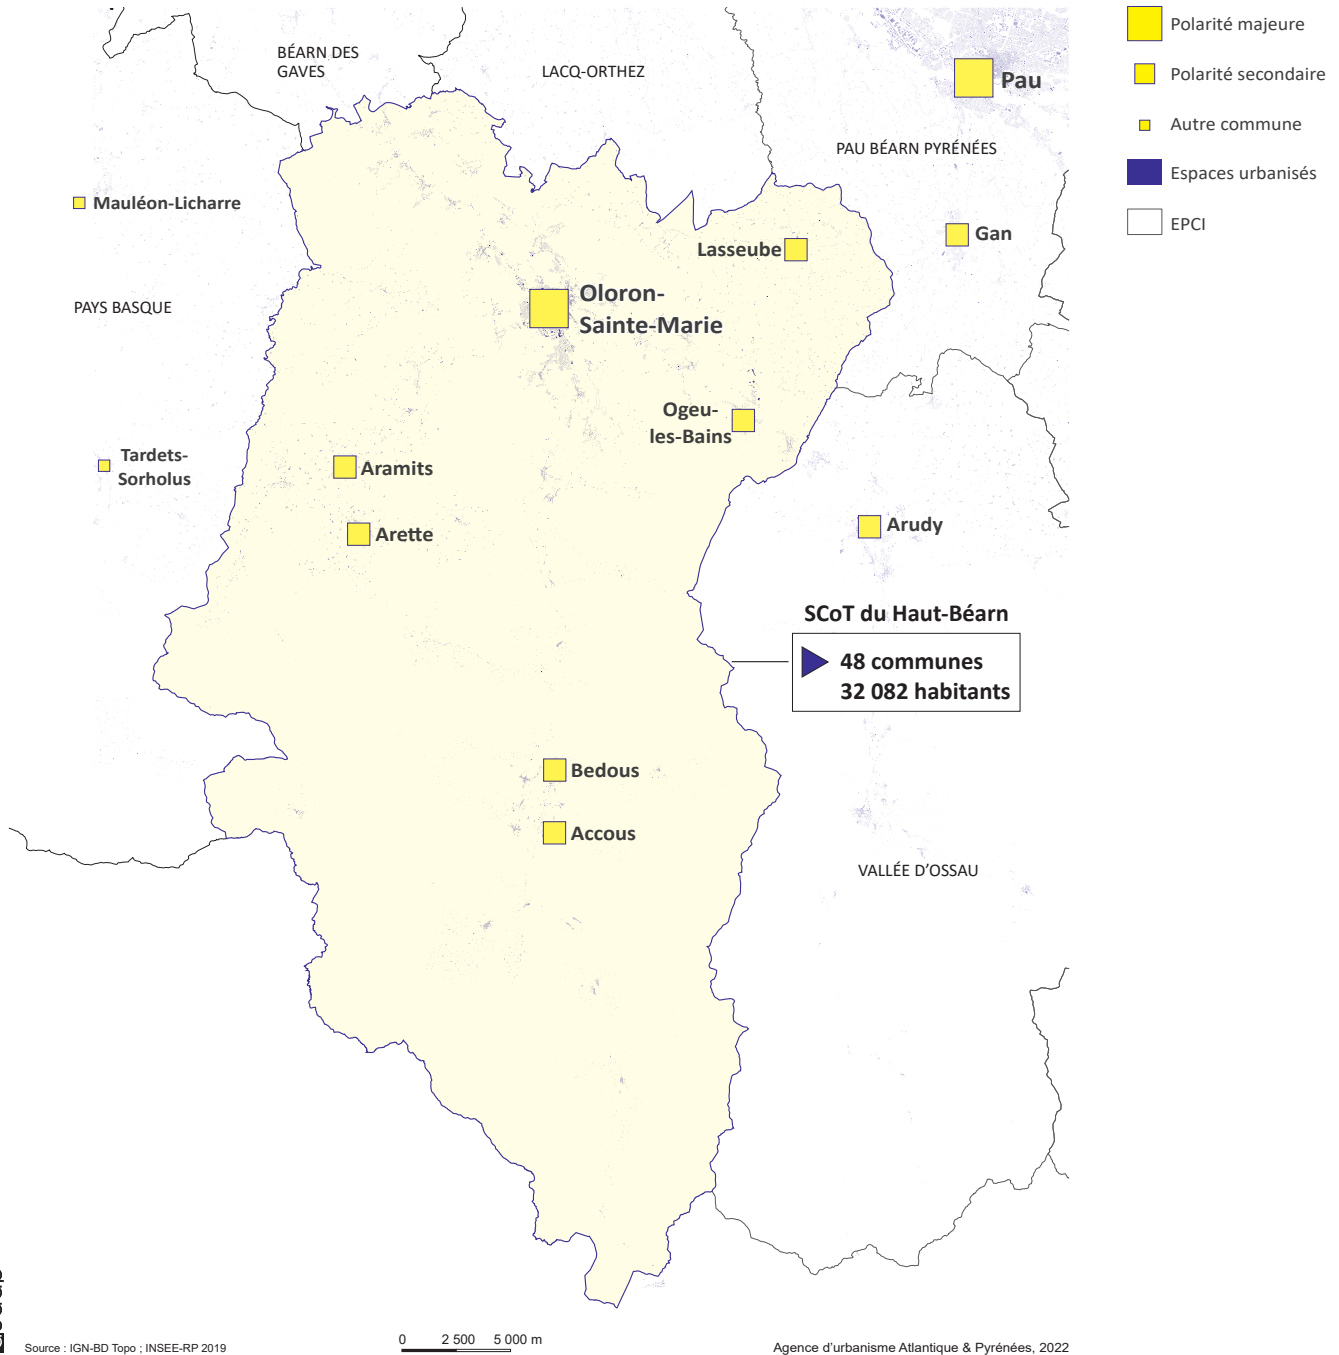 Polarité majeure
Polarité secondaire
Autre commune
Espaces urbanisés
EPCI
BÉARN DES
GAVES
LACQ-ORTHEZ
Pau
PAU BÉARN PYRÉNÉES
Mauléon-Licharre
Gan
Lasseube
PAYS BASQUE
Oloron-
Sainte-Marie
Ogeu-
les-Bains
Tardets-
Sorholus
Aramits
Arette
Arudy
SCoT du Haut-Béarn
48 communes
32 082 habitants
Bedous
Accous
VALLÉE D'OSSAU
Source : IGN-BD Topo ; INSEE-RP 2019
0 2 500 5 000 m
Agence d'urbanisme Atlantique & Pyrénées, 2022